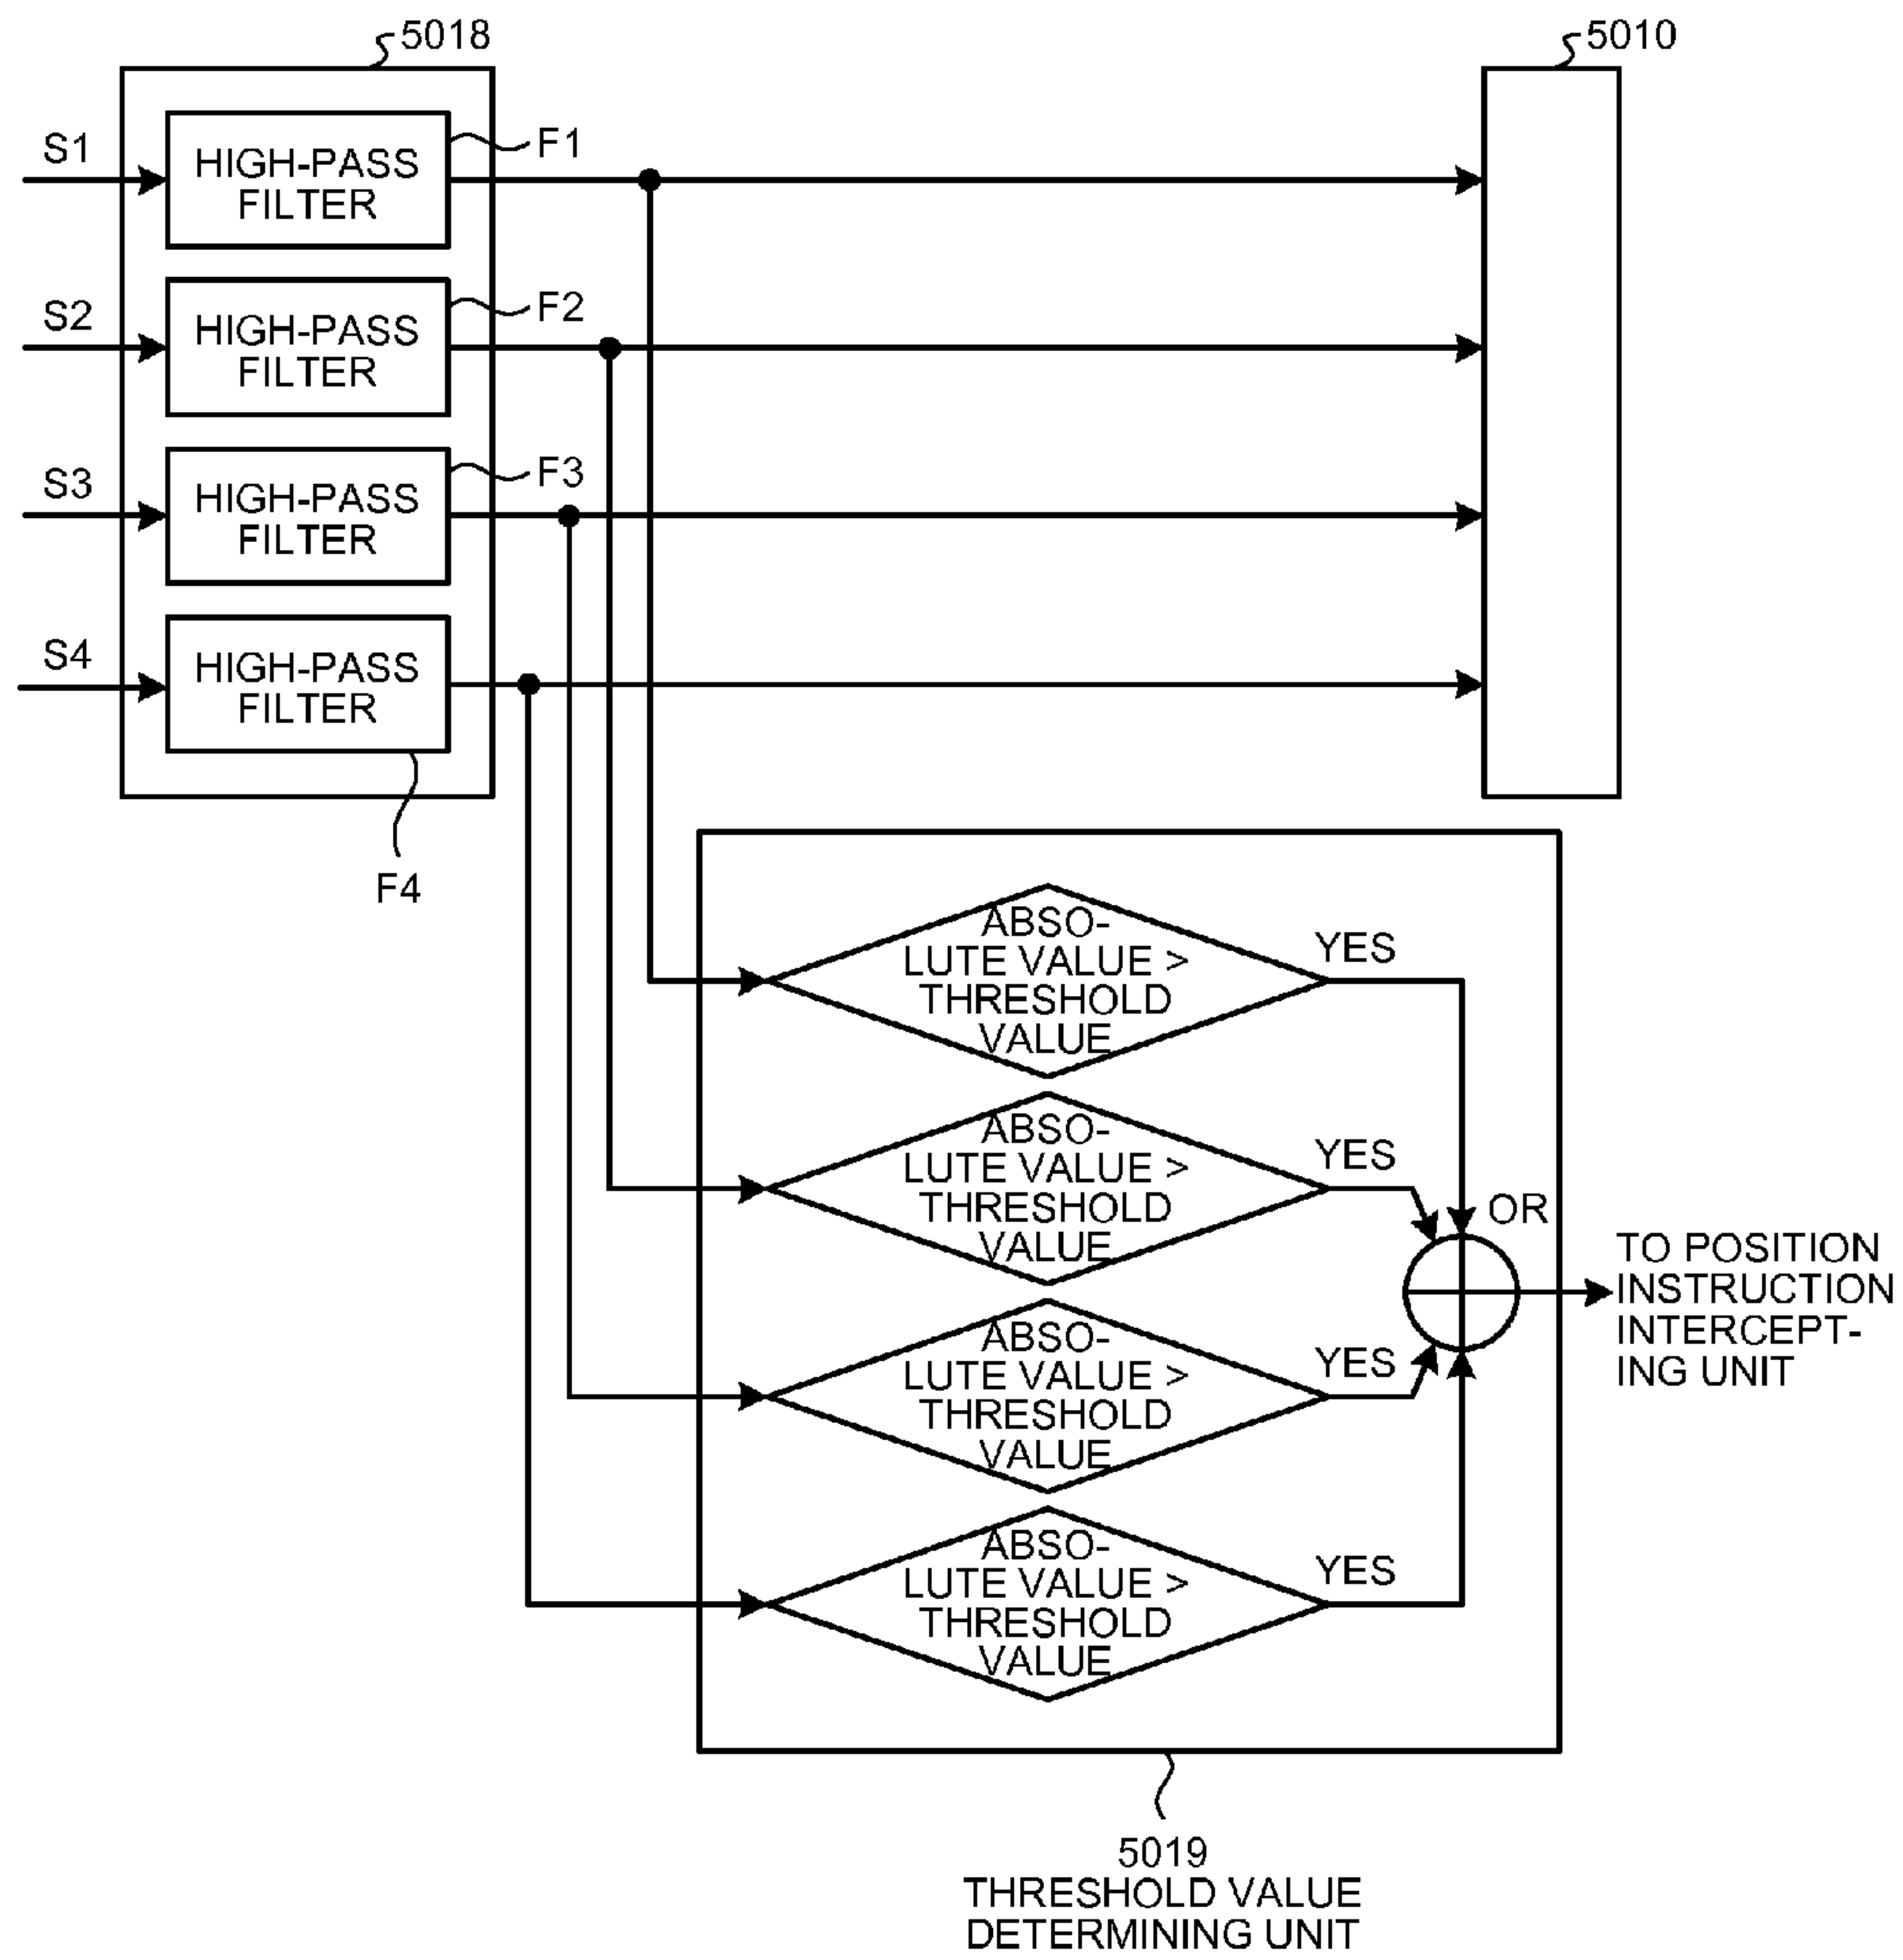 5018
5010
S1
HIGH-PASS
FILTER
F1
S2
HIGH-PASS
FILTER
F2
S3
HIGH-PASS
FILTER
F3
S4
HIGH-PASS
FILTER
F4
ABSO-
LUTE VALUE >
THRESHOLD
VALUE
YES
ABSO-
LUTE VALUE >
THRESHOLD
VALUE
YES
OR
TO POSITION
INSTRUCTION
INTERCEPT-
ING UNIT
ABSO-
LUTE VALUE >
THRESHOLD
VALUE
YES
ABSO-
LUTE VALUE >
THRESHOLD
VALUE
YES
5019
THRESHOLD VALUE
DETERMINING UNIT